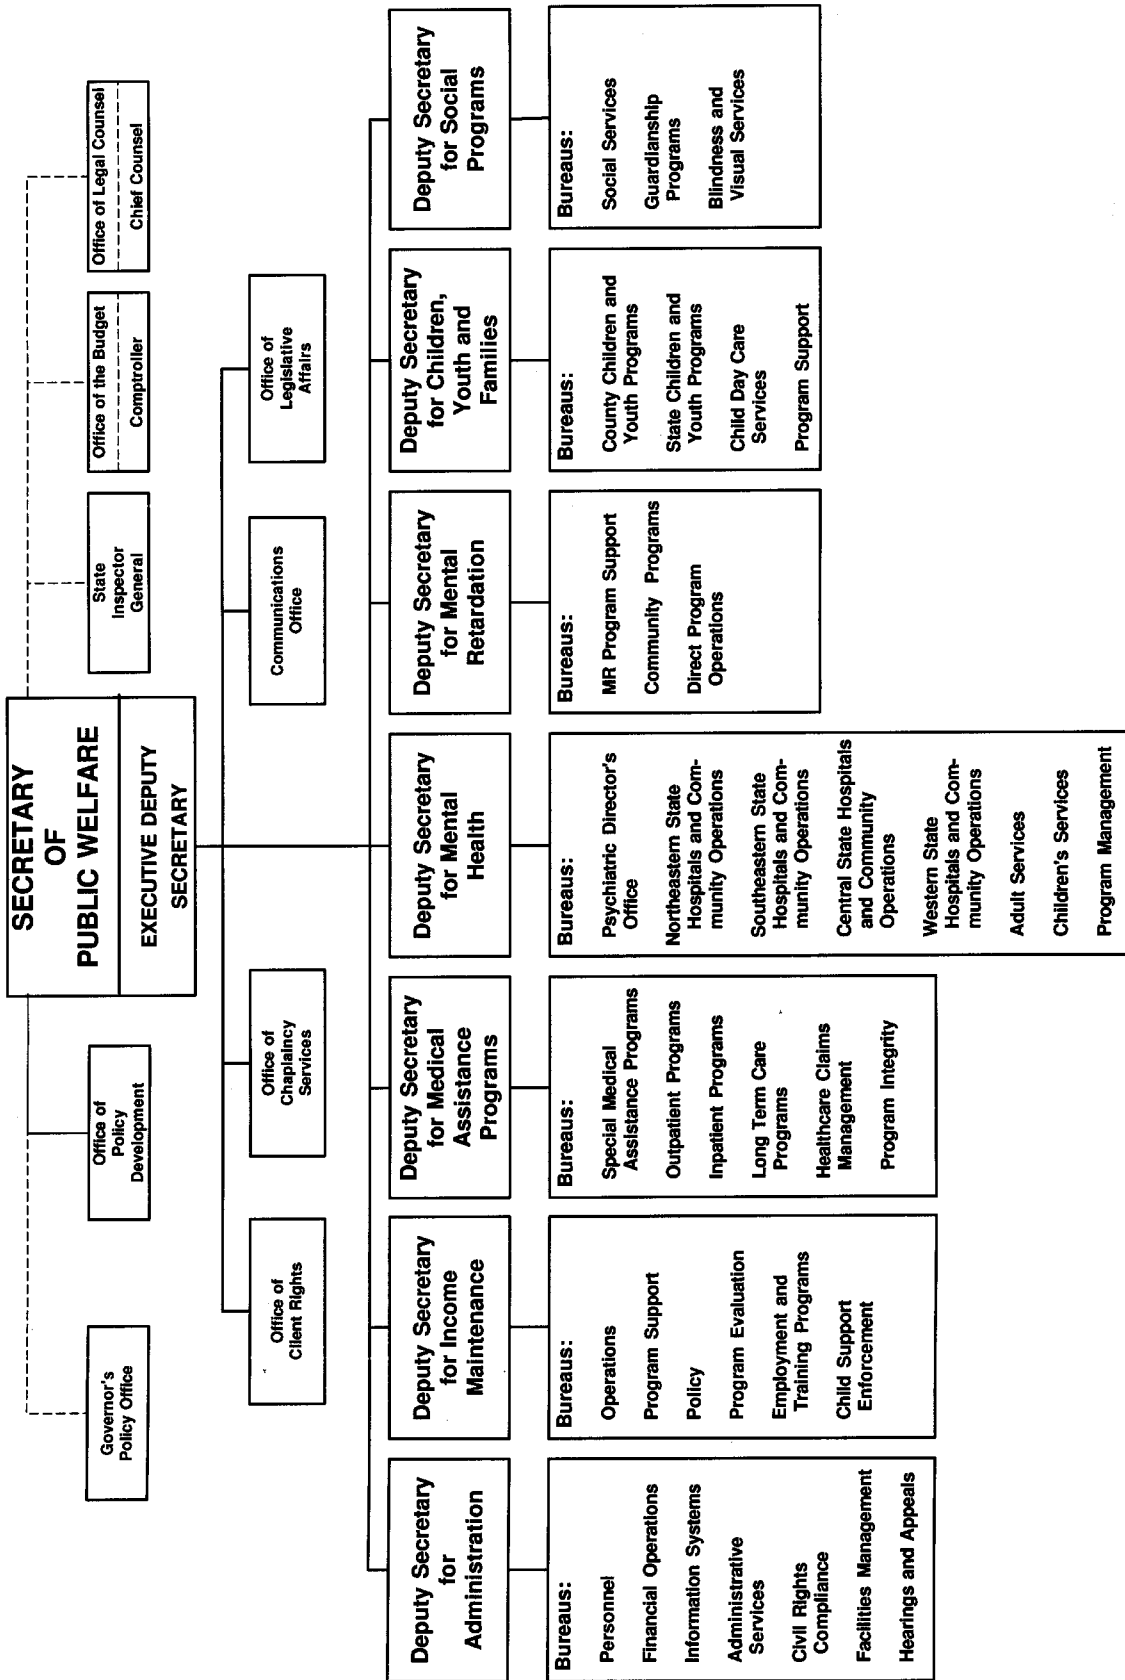 SECRETARY
OF
PUBLIC WELFARE
EXECUTIVE DEPUTY
SECRETARY
Governor's
Policy Office
Office of
Policy
Development
State
Inspector
General
Office of the Budget
Comptroller
Office of Legal Counsel
Chief Counsel
Office of
Client Rights
Office of
Chaplaincy
Services
Communications
Office
Office of
Legislative
Affairs
Deputy Secretary
for
Administration
Bureaus:
Personnel
Financial Operations
Information Systems
Administrative
Services
Civil Rights
Compliance
Facilities Management
Hearings and Appeals
Deputy Secretary
for Income
Maintenance
Bureaus:
Operations
Program Support
Policy
Program Evaluation
Employment and
Training Programs
Child Support
Enforcement
Deputy Secretary
for Medical
Assistance
Programs
Bureaus:
Special Medical
Assistance Programs
Outpatient Programs
Inpatient Programs
Long Term Care
Programs
Healthcare Claims
Management
Program Integrity
Deputy Secretary
for Mental
Health
Bureaus:
Psychiatric Director's
Office
Northeastern State
Hospitals and Com-
munity Operations
Southeastern State
Hospitals and Com-
munity Operations
Central State Hospitals
and Community
Operations
Western State
Hospitals and Com-
munity Operations
Adult Services
Children's Services
Program Management
Deputy Secretary
for Mental
Retardation
Bureaus:
MR Program Support
Community Programs
Direct Program
Operations
Deputy Secretary
for Children,
Youth and
Families
Bureaus:
County Children and
Youth Programs
State Children and
Youth Programs
Child Day Care
Services
Program Support
Deputy Secretary
for Social
Programs
Bureaus:
Social Services
Guardianship
Programs
Blindness and
Visual Services